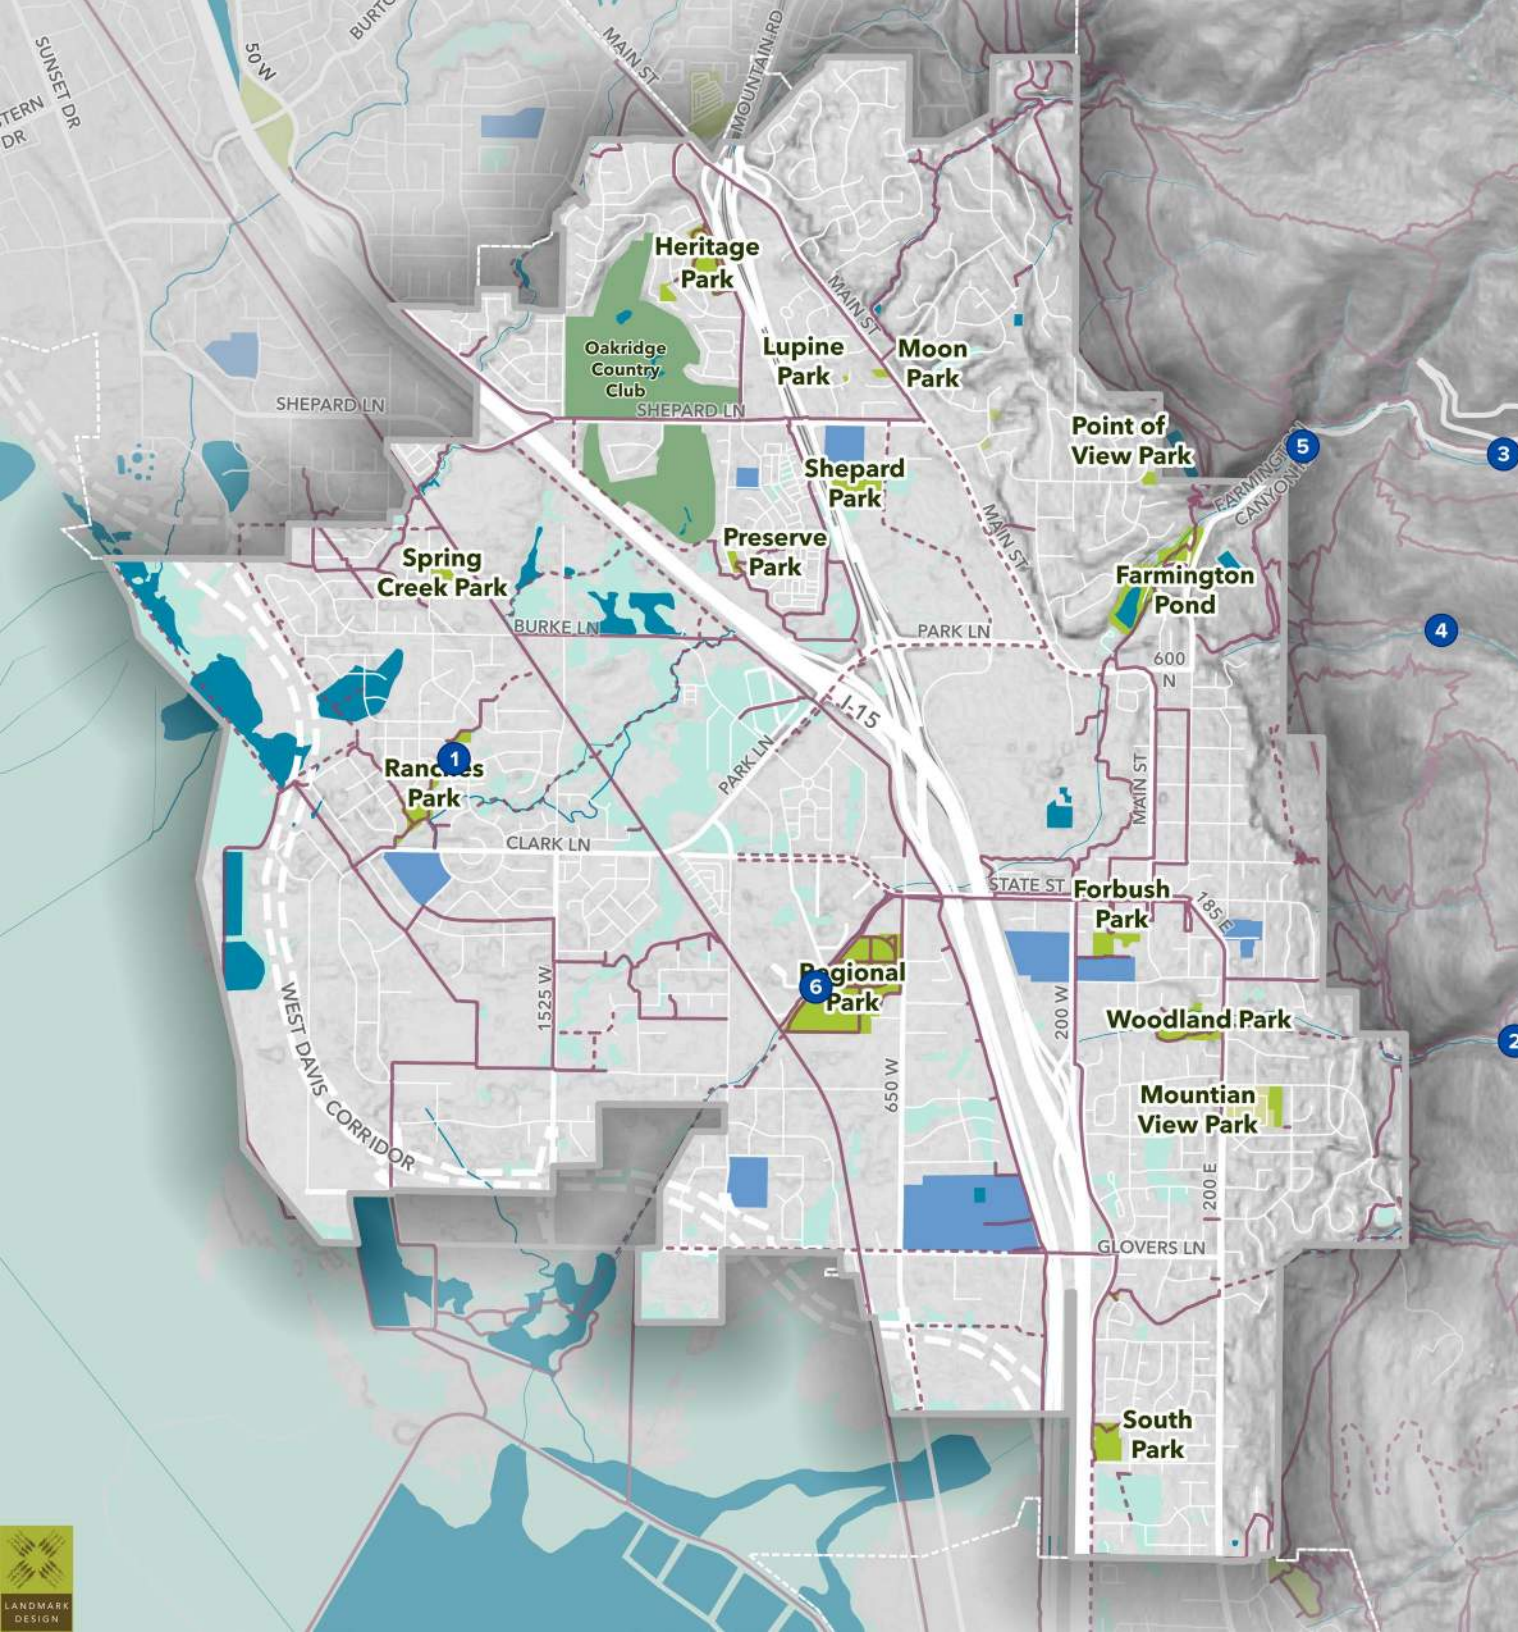 SUNSET DR
50 W
MAIN ST
MOUNTAIN RD
DR
Heritage
Park
MAIN ST
Oakridge
Country
Club
Lupine
Park
Moon
Park
SHEPARD LN
SHEPARD LN
Point of
View Park
5
3
FARMINGTON
CANYON
Shepard
Park
MAIN ST
Preserve
Park
Spring
Creek Park
Farmington
Pond
BURKE LN
PARK LN
4
600
N
I-15
1
Ranches
Park
PARK LN
MAIN ST
CLARK LN
STATE ST
Forbush
Park
185 E
Regional
Park
6
1525 W
200 W
WEST DAVIS CORRIDOR
Woodland Park
2
650 W
Mountian
View Park
200 E
GLOVERS LN
South
Park
LANDMARK
DESIGN